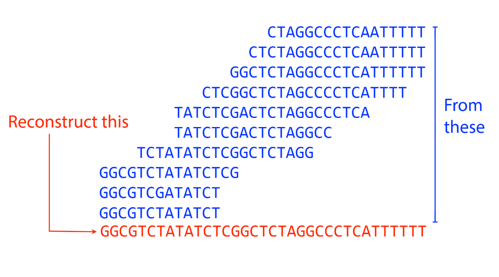 CTAGGCCCTCAATTTTT
CTCTAGGCCCTCAATTTTT
GGCTCTAGGCCCTCATTTTTT
CTCGGCTCTAGCCCCTCATTTT
TATCTCGACTCTAGGCCCTCA
TATCTCGACTCTAGGCC
TCTATATCTCGGCTCTAGG
GGCGTCTATATCTCG
GGCGTCGATATCT
GGCGTCTATATCT
GGCGTCTATATCTCGGCTCTAGGCCCTCATTTTTT
Reconstruct this
From
these